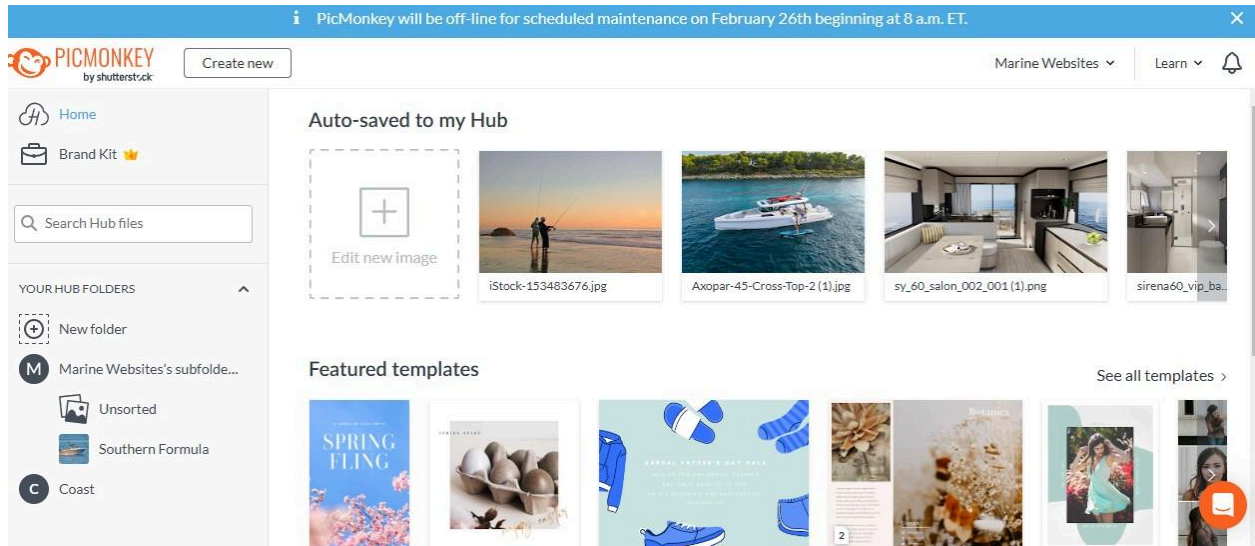 i PicMonkey will be off-line for scheduled maintenance on February 26th beginning at 8 a.m. ET.
PICMONKEY
by shutterstock
Create new
Marine Websites
Learn
Home
Brand Kit
Search Hub files
YOUR HUB FOLDERS
New folder
M
Marine Websites's subfolde...
Unsorted
Southern Formula
C
Coast
Auto-saved to my Hub
Edit new image
iStock-153483676.jpg
Axopar-45-Cross-Top-2 (1).jpg
sy_60_salon_002_001 (1).png
sirena60_vip_ba...
Featured templates
See all templates >
SPRING
FLING
Botanica
2